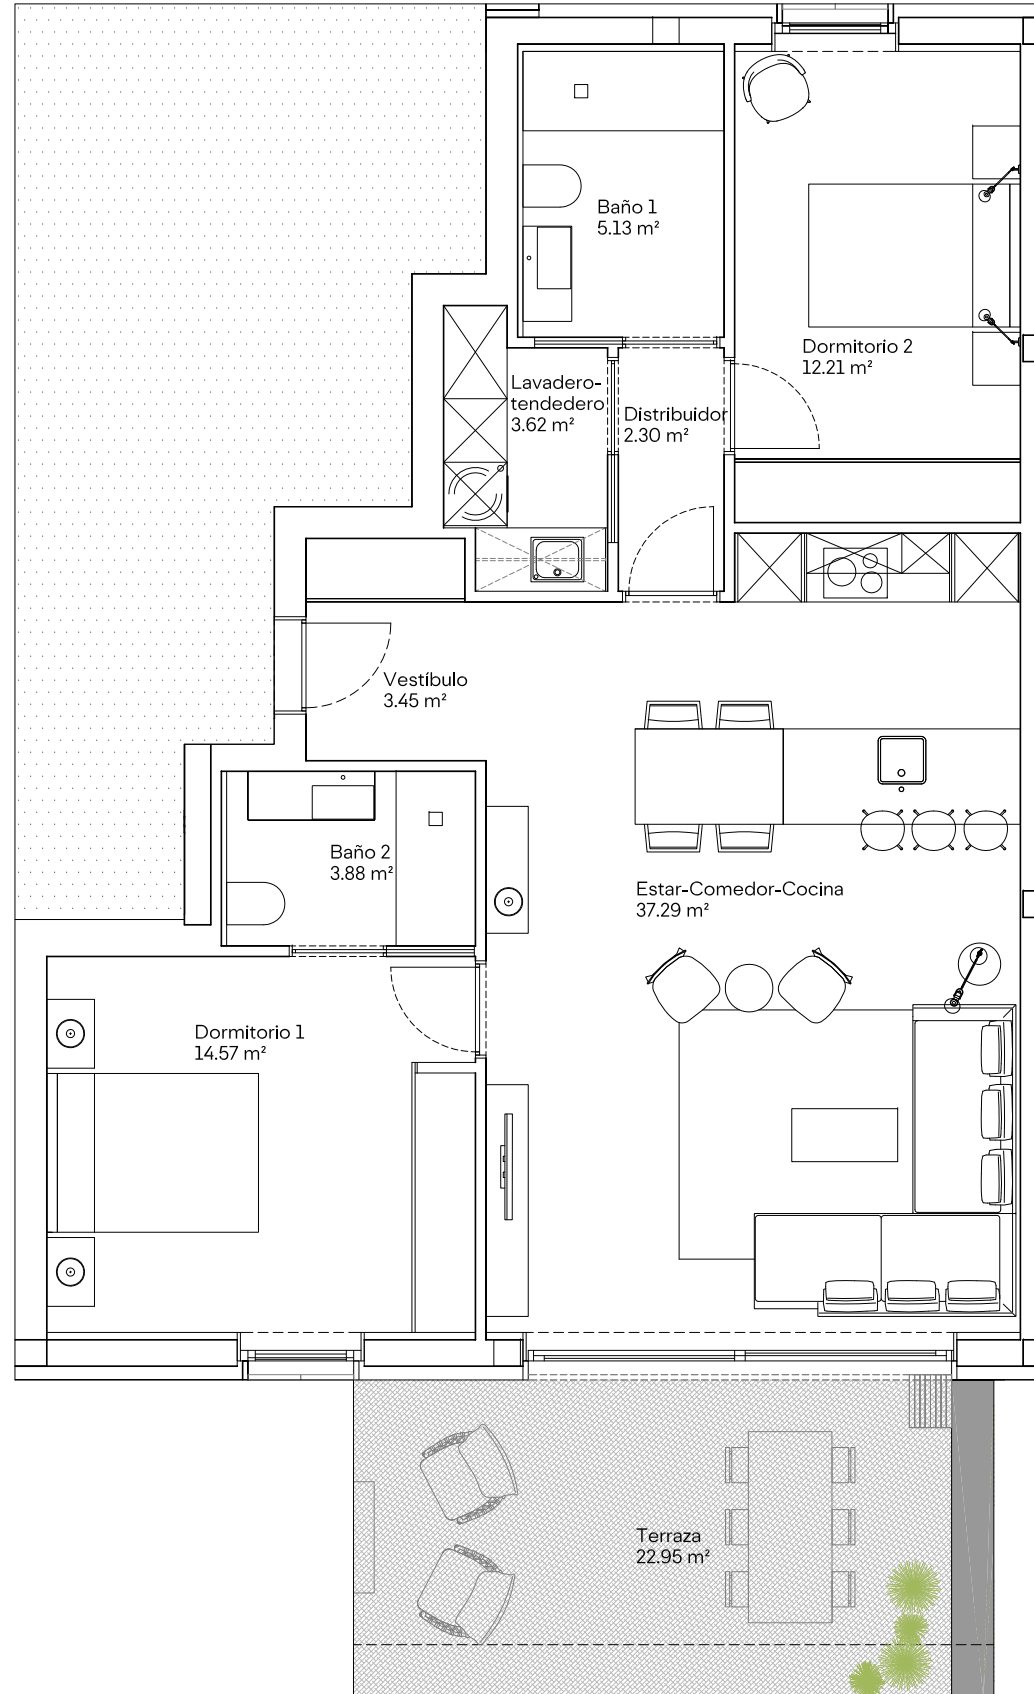 Baño 1
5.13 m²
Dormitorio 2
12.21 m²
Lavadero-
tendedero
3.62 m²
Distribuidor
2.30 m²
Vestíbulo
3.45 m²
Baño 2
3.88 m²
Estar-Comedor-Cocina
37.29 m²
Dormitorio 1
14.57 m²
Terraza
22.95 m²